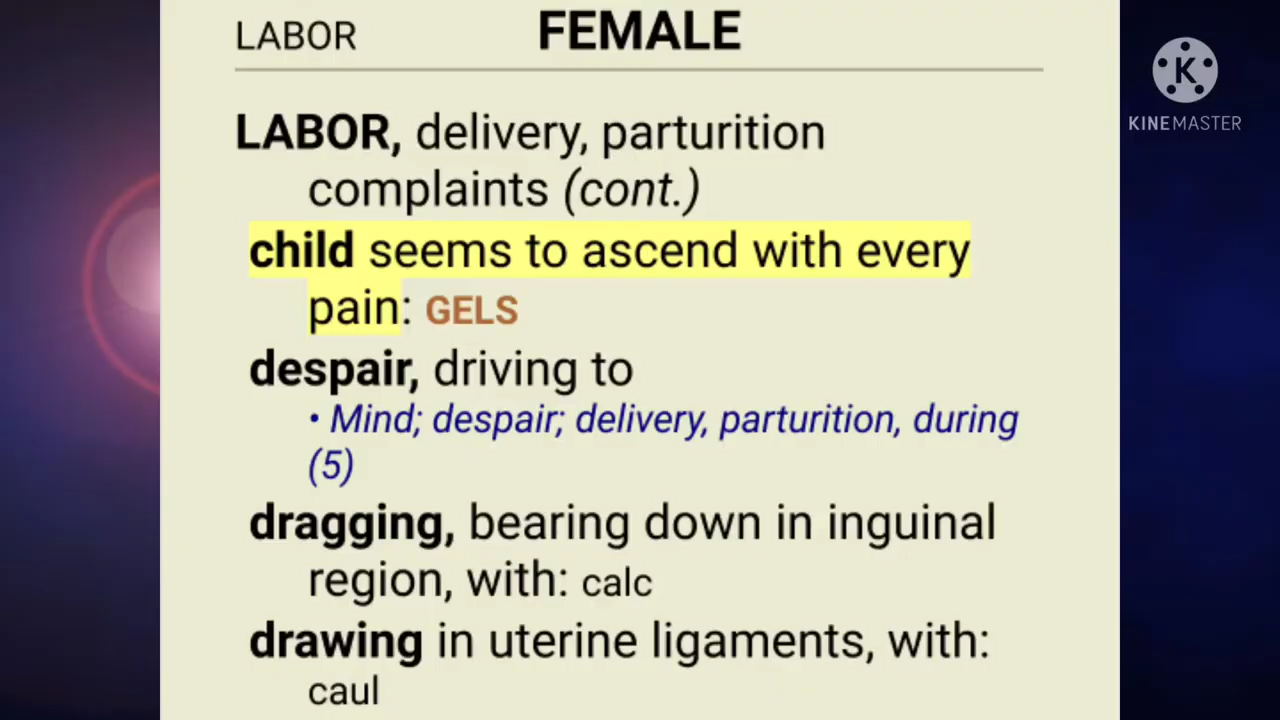 LABOR FEMALE
LABOR, delivery, parturition
complaints (cont.)
child seems to ascend with every
pain: GELS
despair, driving to
• Mind; despair; delivery, parturition, during
(5)
dragging, bearing down in inguinal
region, with: calc
drawing in uterine ligaments, with:
caul
K
KINEMASTER